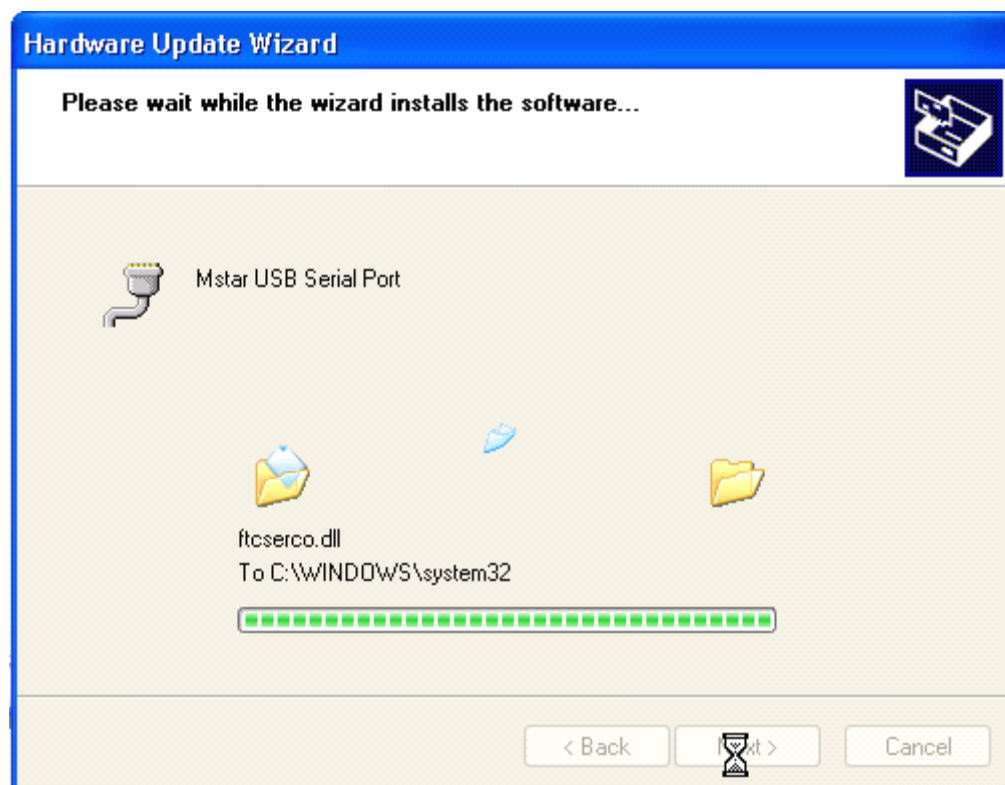 Hardware Update Wizard
Please wait while the wizard installs the software...
Mstar USB Serial Port
ftcserco.dll
To C:\WINDOWS\system32
< Back Next > Cancel